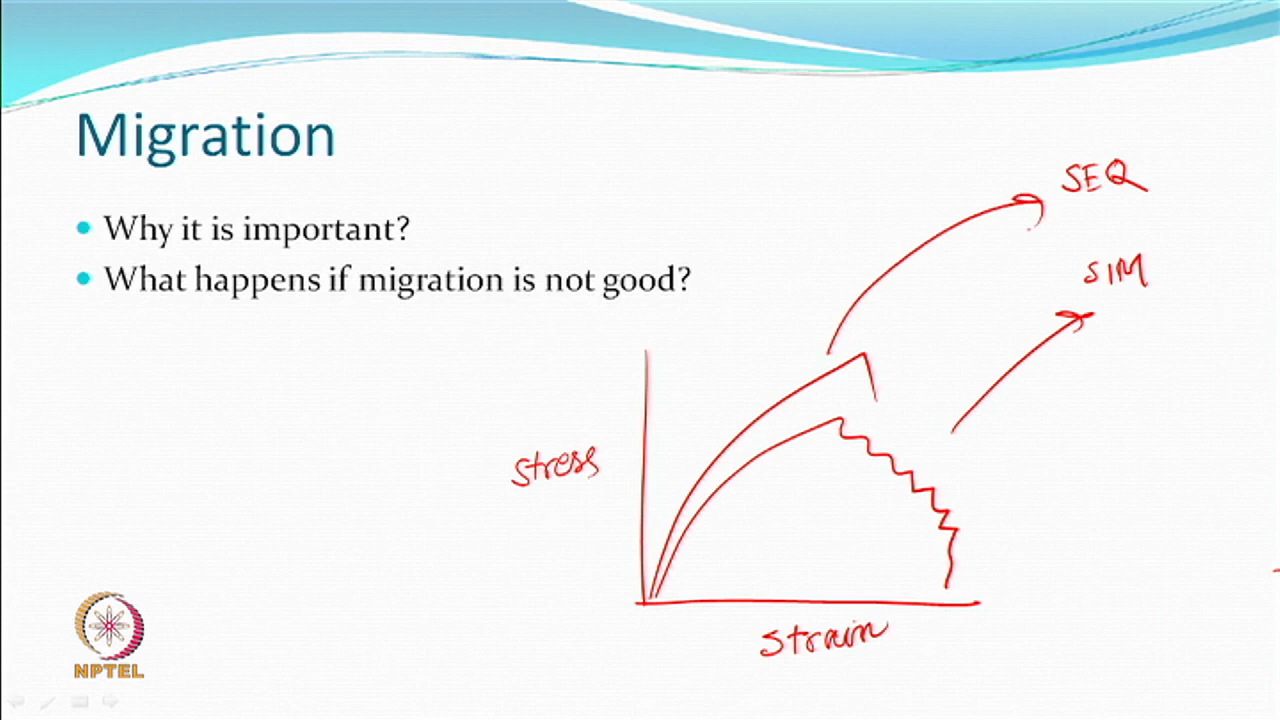 Migration
Why it is important?
What happens if migration is not good?
SEQ
SIM
Stress
Strain
NPTEL